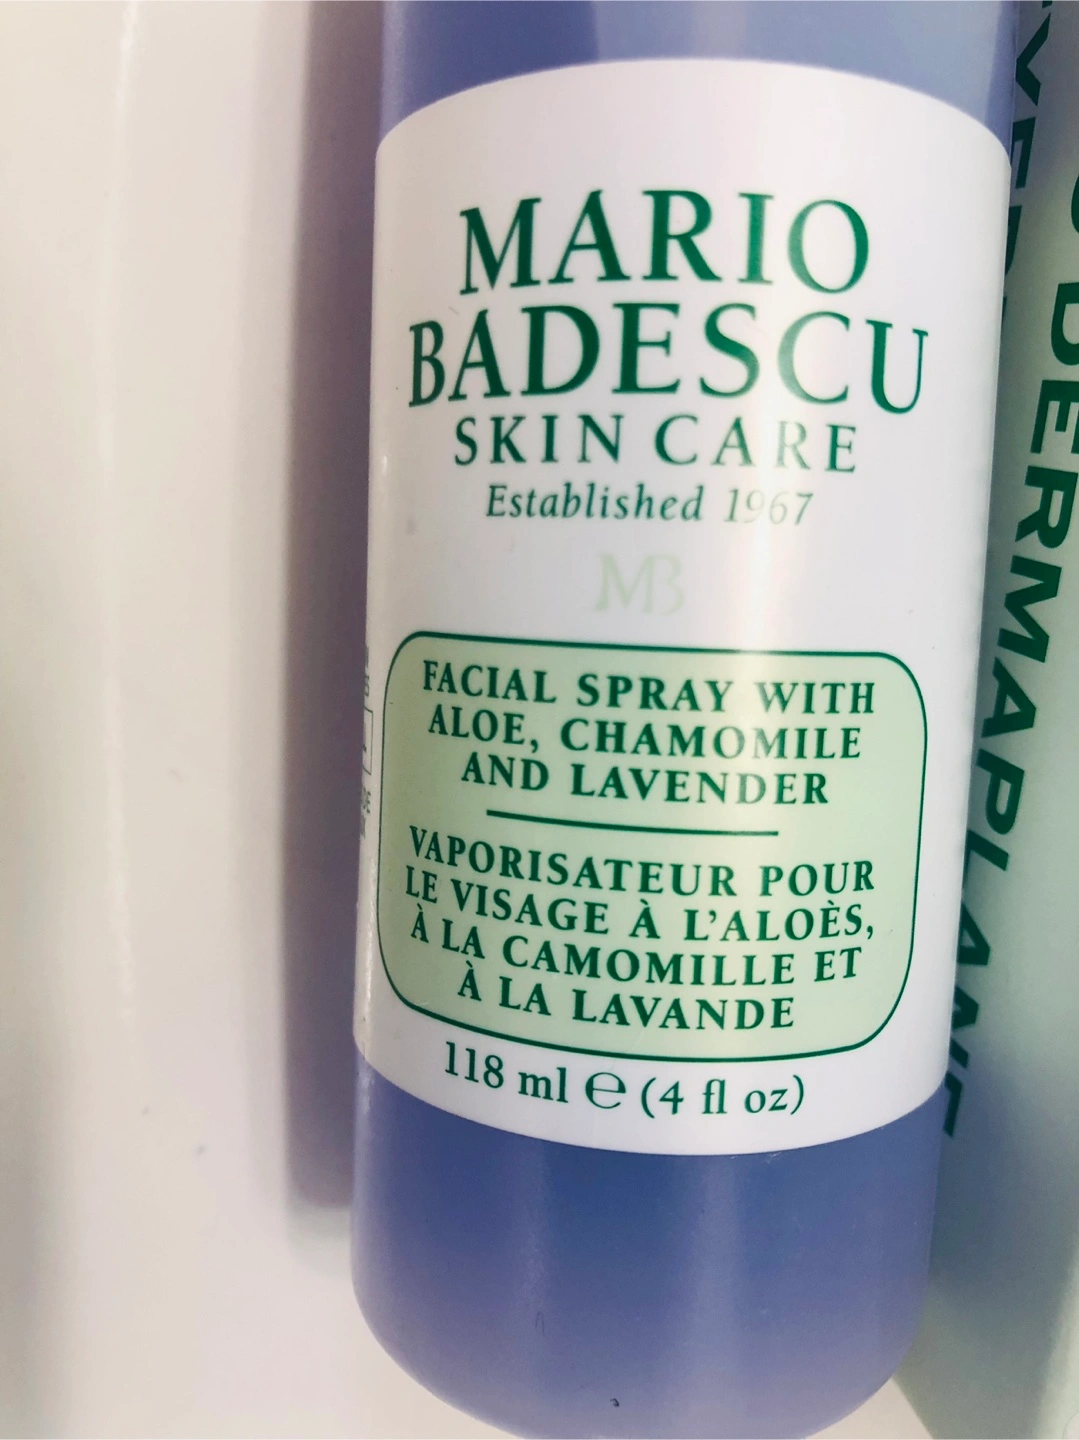 MARIO
BADESCU
SKIN CARE
Established 1967
MB
FACIAL SPRAY WITH
ALOE, CHAMOMILE
AND LAVENDER
VAPORISATEUR POUR
LE VISAGE À L'ALOÈS,
À LA CAMOMILLE ET
À LA LAVANDE
118 ml ℮ (4 fl oz)
DERMAPLANE